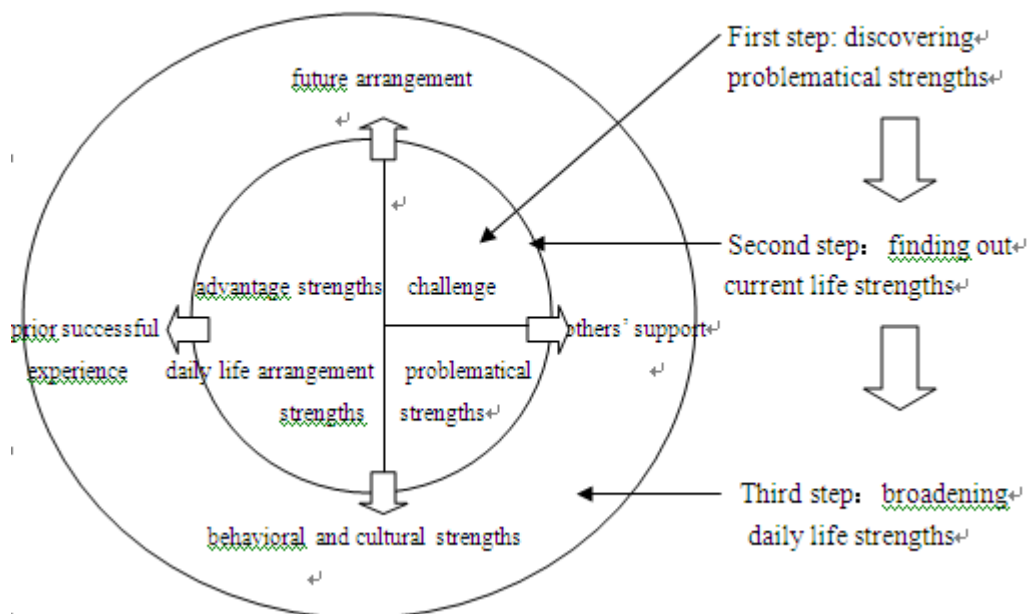 First step: discovering
problematical strengths
future arrangement
Second step: finding out
current life strengths
advantage strengths
challenge
prior successful
experience
others’ support
daily life arrangement
strengths
problematical
strengths
Third step: broadening
daily life strengths
behavioral and cultural strengths